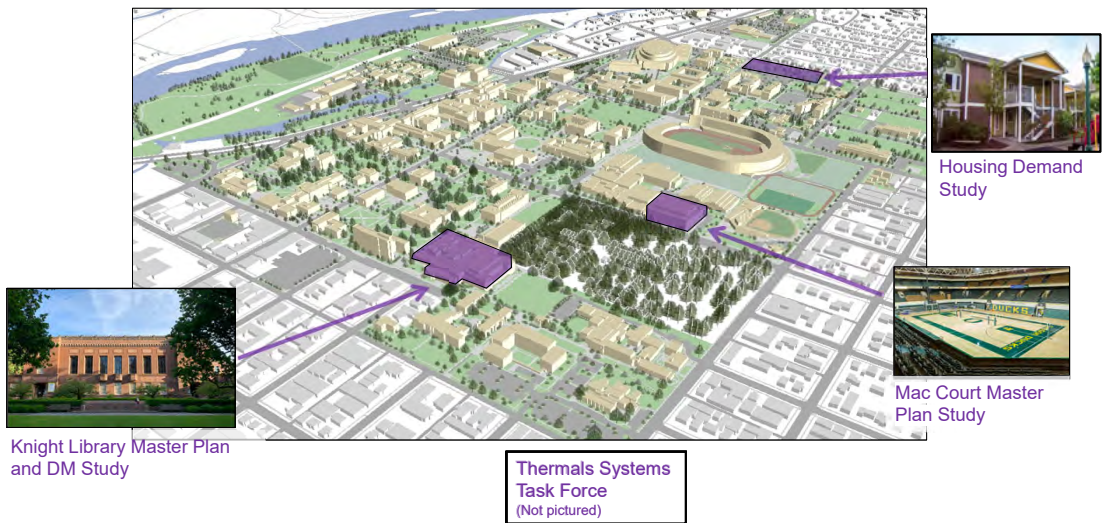 Housing Demand
Study
DUCKS
Mac Court Master
Plan Study
Knight Library Master Plan
and DM Study
Thermals Systems
Task Force
(Not pictured)